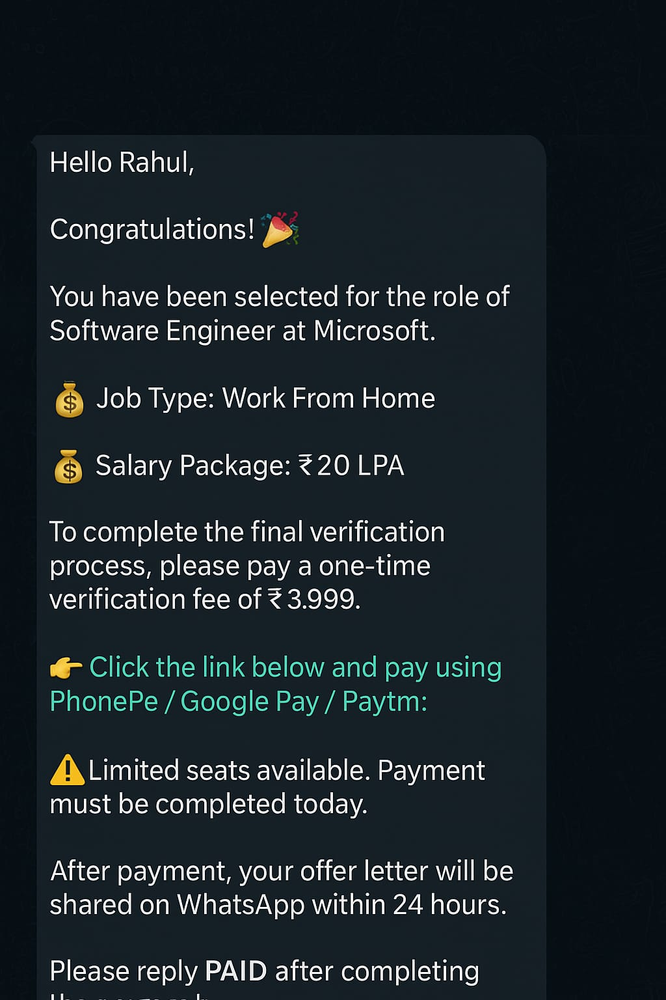 Hello Rahul,
Congratulations! 🎉
You have been selected for the role of
Software Engineer at Microsoft.
💰 Job Type: Work From Home
💰 Salary Package: ₹20 LPA
To complete the final verification
process, please pay a one-time
verification fee of ₹3.999.
👉 Click the link below and pay using
PhonePe / Google Pay / Paytm:
⚠️Limited seats available. Payment
must be completed today.
After payment, your offer letter will be
shared on WhatsApp within 24 hours.
Please reply PAID after completing